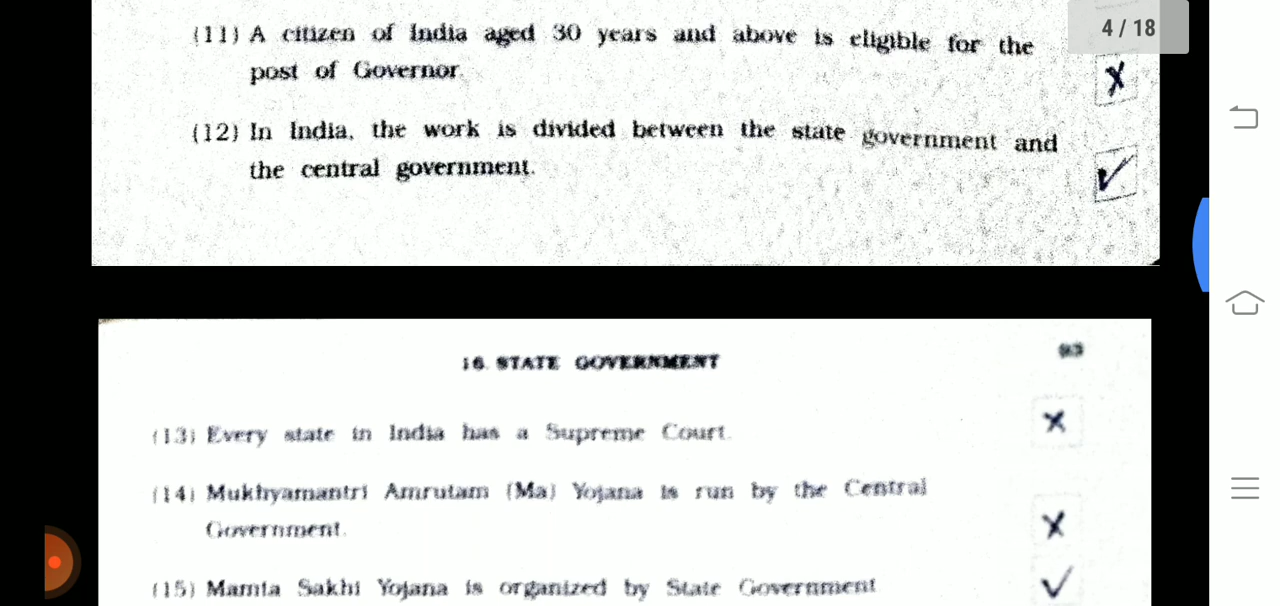 4 / 18
(11) A citizen of India aged 30 years and above is eligible for the
post of Governor.
X
(12) In India, the work is divided between the state government and
the central government.
✓
16. STATE GOVERNMENT
93
(13) Every state in India has a Supreme Court.
X
(14) Mukhyamantri Amrutam (Ma) Yojana is run by the Central
Government.
X
(15) Mamta Sakhi Yojana is organized by State Government
✓